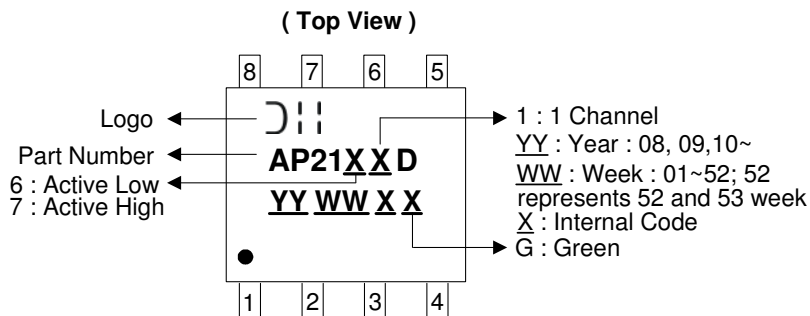 ( Top View )
8 7 6 5
Logo
Part Number
6 : Active Low
7 : Active High
AP21XXD
YY WW X X
1 : 1 Channel
YY : Year : 08, 09,10~
WW : Week : 01~52; 52
represents 52 and 53 week
X : Internal Code
G : Green
1 2 3 4